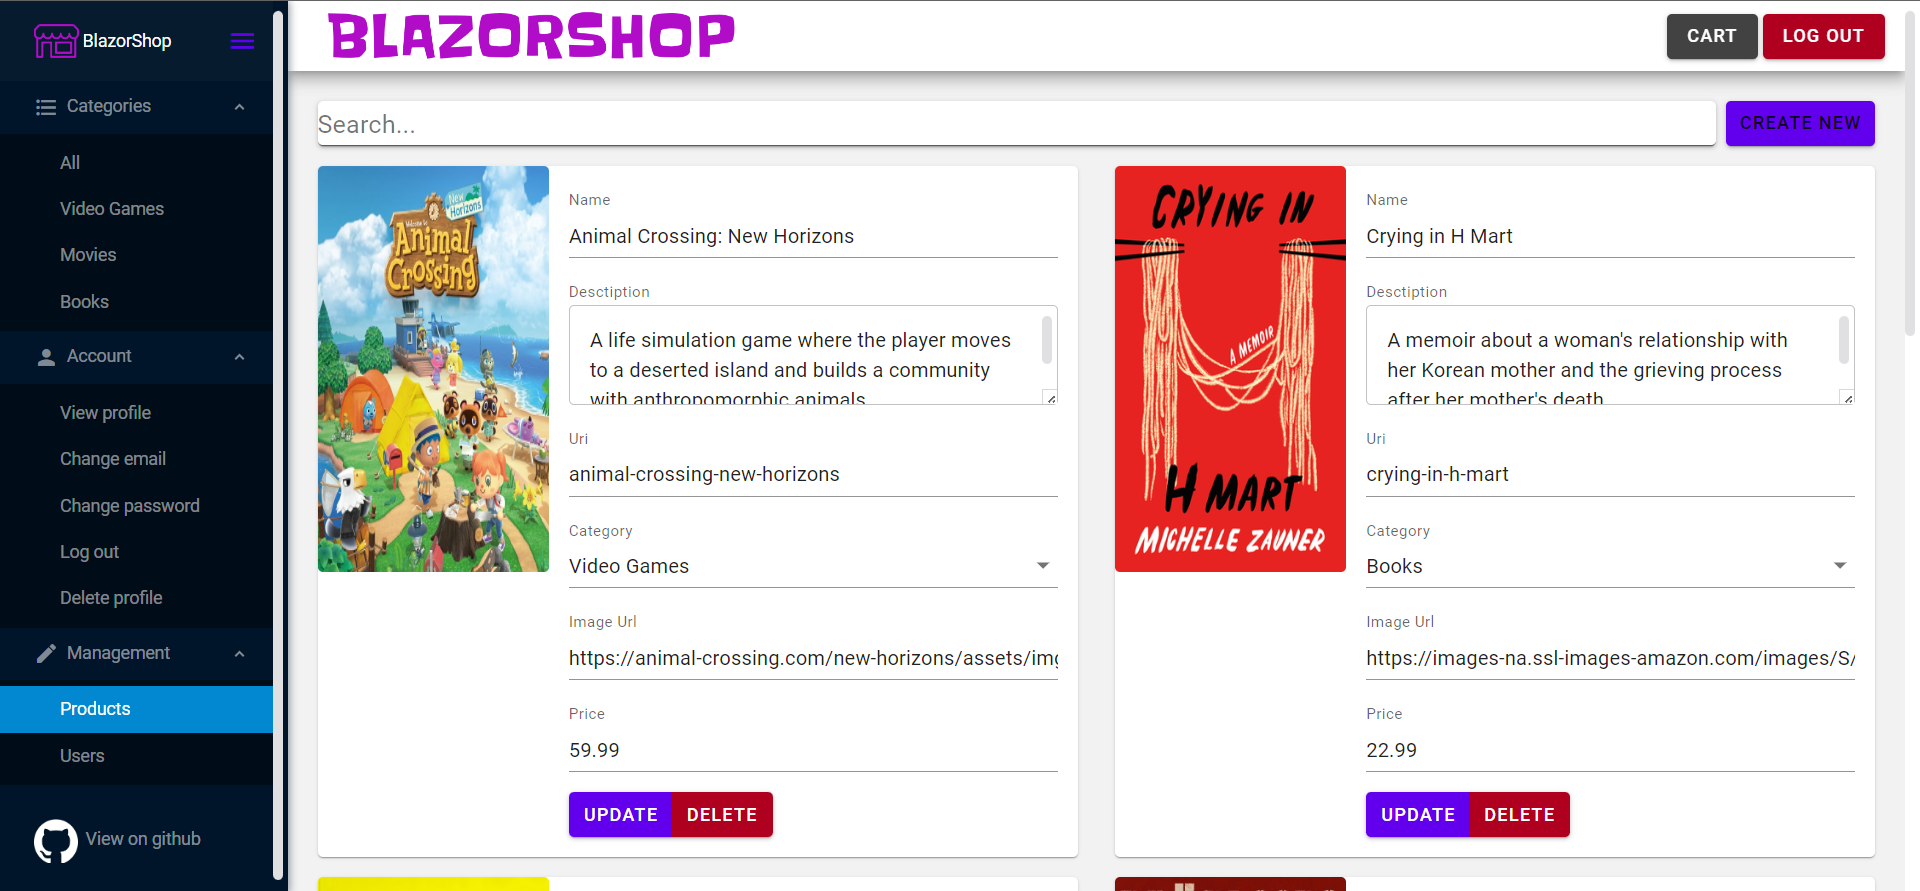 BlazorShop
Categories
All
Video Games
Movies
Books
Account
View profile
Change email
Change password
Log out
Delete profile
Management
Products
Users
View on github
BLAZORSHOP
CART
LOG OUT
Search...
CREATE NEW
Welcome to
Animal
Crossing
New
Horizons
Name
Animal Crossing: New Horizons
Desctiption
A life simulation game where the player moves
to a deserted island and builds a community
with anthropomorphic animals
Uri
animal-crossing-new-horizons
Category
Video Games
Image Url
https://animal-crossing.com/new-horizons/assets/img
Price
59.99
UPDATE
DELETE
CRYING IN
A MEMOIR
H MART
MICHELLE ZAUNER
Name
Crying in H Mart
Desctiption
A memoir about a woman's relationship with
her Korean mother and the grieving process
after her mother's death
Uri
crying-in-h-mart
Category
Books
Image Url
https://images-na.ssl-images-amazon.com/images/S/
Price
22.99
UPDATE
DELETE